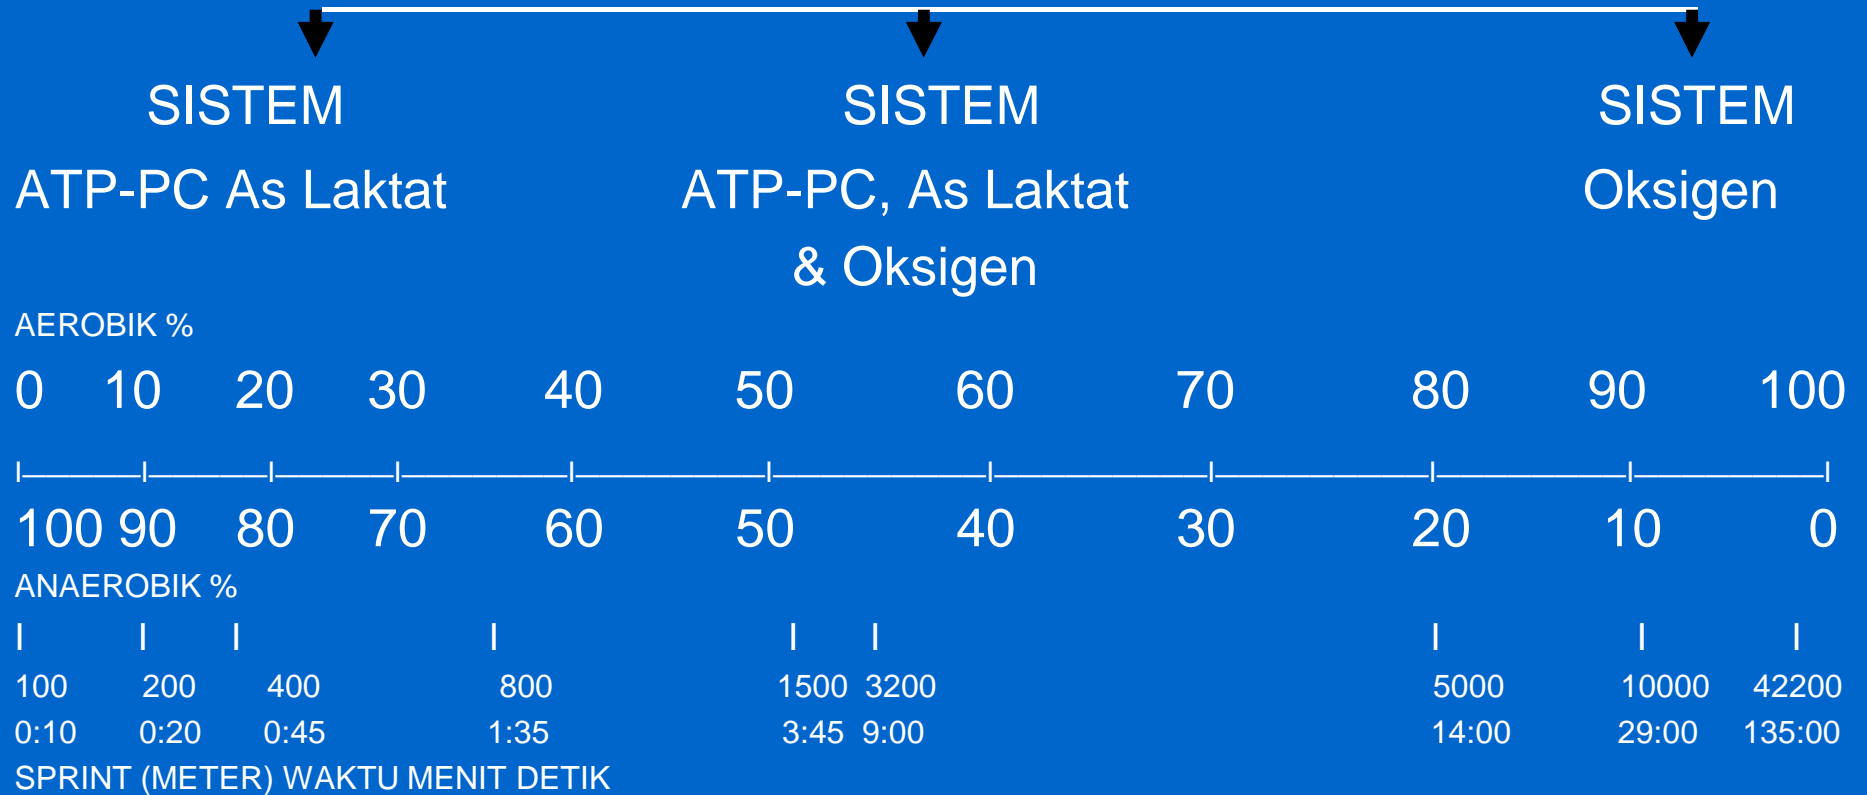 SISTEM SISTEM SISTEM
ATP-PC As Laktat ATP-PC, As Laktat Oksigen
& Oksigen
AEROBIK %
0 10 20 30 40 50 60 70 80 90 100
100 90 80 70 60 50 40 30 20 10 0
ANAEROBIK %
100 200 400 800 1500 3200 5000 10000 42200
0:10 0:20 0:45 1:35 3:45 9:00 14:00 29:00 135:00
SPRINT (METER) WAKTU MENIT DETIK